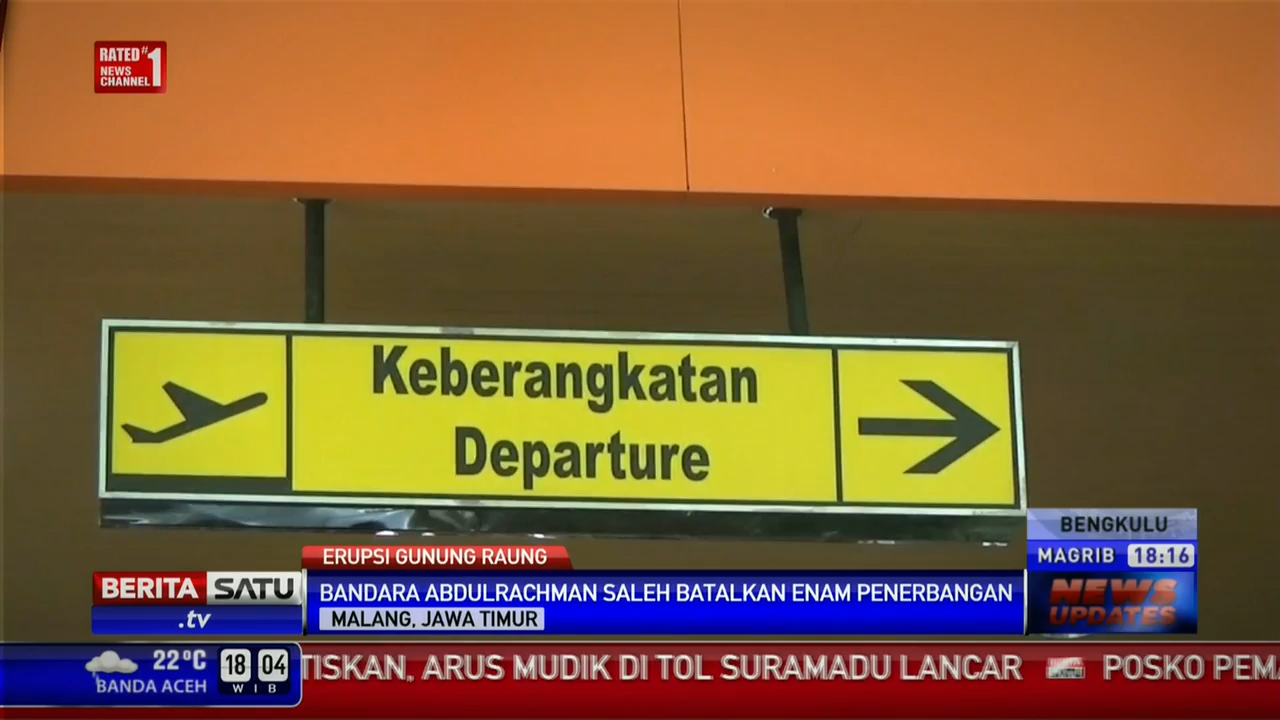 RATED #1
NEWS
CHANNEL
Keberangkatan
Departure
BENGKULU
MAGRIB 18:16
NEWS
UPDATES
ERUPSI GUNUNG RAUNG
BERITA SATU
.tv
BANDARA ABDULRACHMAN SALEH BATALKAN ENAM PENERBANGAN
MALANG, JAWA TIMUR
22°C
BANDA ACEH
18 04
WIB
TISKAN, ARUS MUDIK DI TOL SURAMADU LANCAR POSKO PEMA